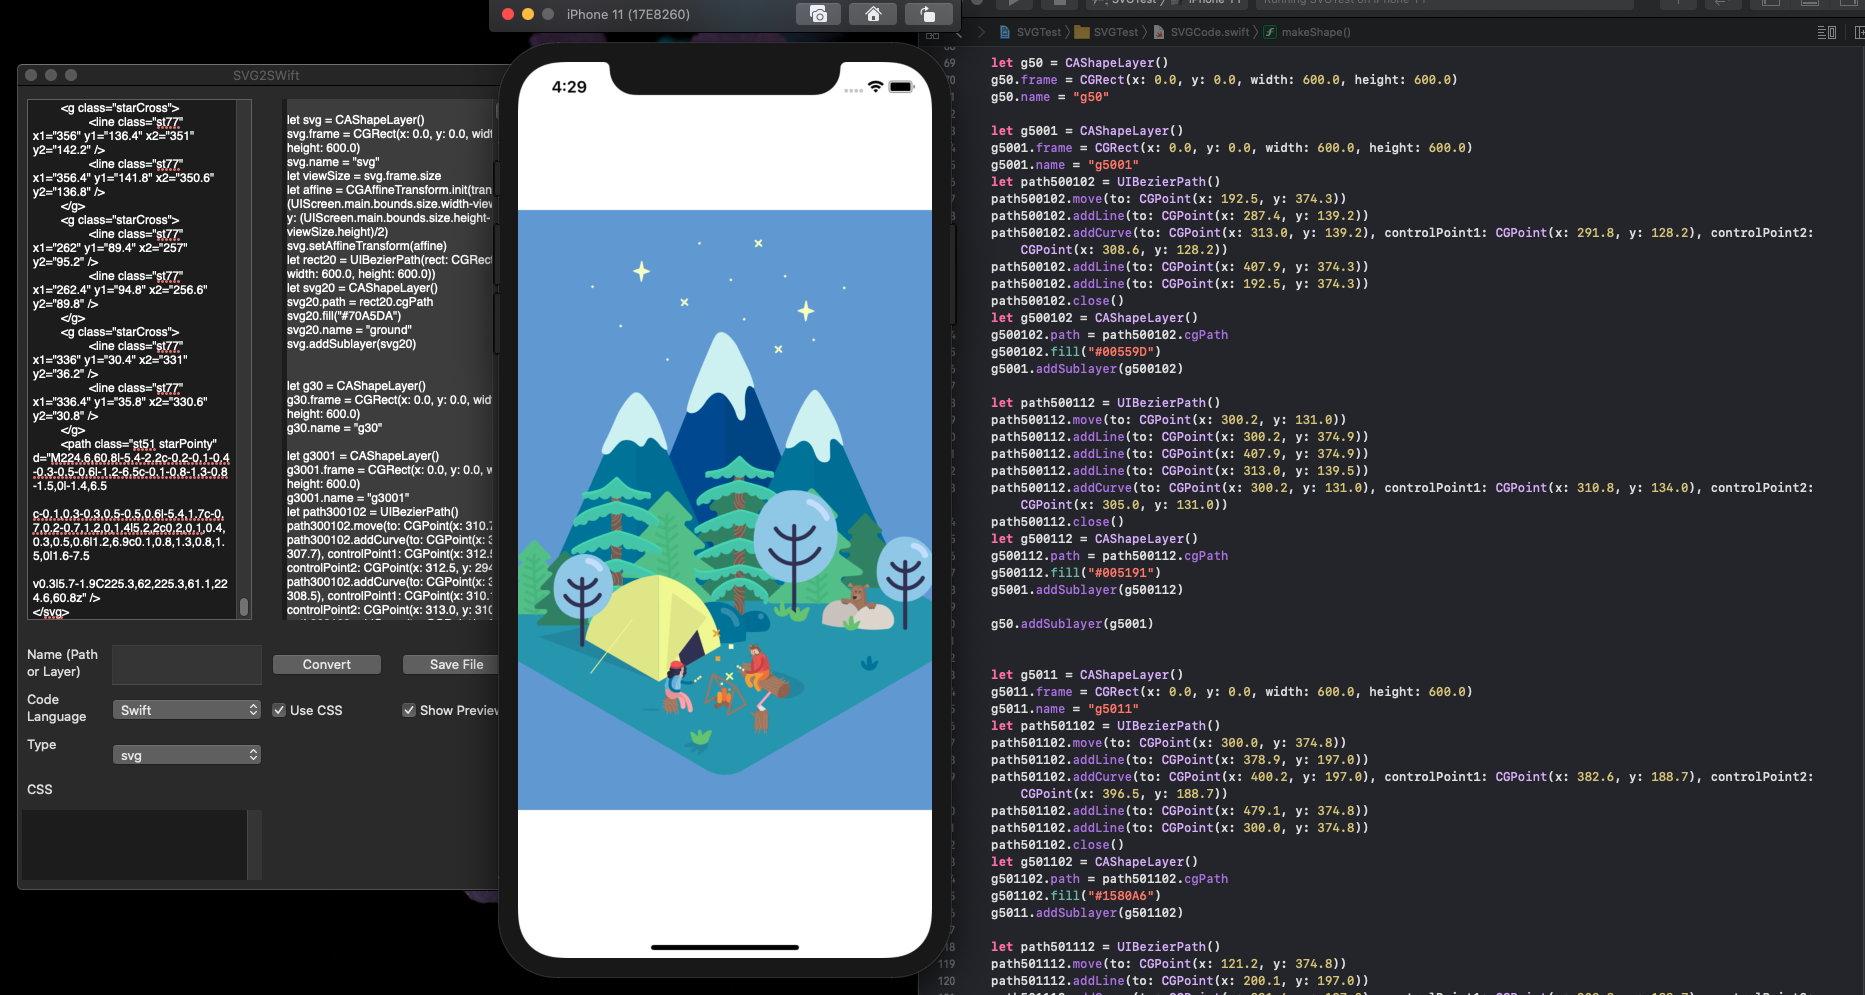 SVG2SWift
<g class="starCross">
<line class="st77"
x1="356" y1="136.4" x2="351"
y2="142.2" />
<line class="st77"
x1="356.4" y1="141.8" x2="350.6"
y2="136.8" />
</g>
<g class="starCross">
<line class="st77"
x1="262" y1="89.4" x2="257"
y2="95.2" />
<line class="st77"
x1="262.4" y1="94.8" x2="256.6"
y2="89.8" />
</g>
<g class="starCross">
<line class="st77"
x1="336" y1="30.4" x2="331"
y2="36.2" />
<line class="st77"
x1="336.4" y1="35.8" x2="330.6"
y2="30.8" />
</g>
<path class="st51 starPointy"
d="M224.6,60.8l-5.4-2.2c-0.2-0.1-0.4
-0.3-0.5-0.6l-1.2-6.5c-0.1-0.8-1.3-0.8
-1.5,0l-1.4,6.5
c-0.1,0.3-0.3,0.5-0.5,0.6l-5.4,1.7c-0.
7,0.2-0.7,1.2,0,1.4l5.2,2c0.2,0.1,0.4,
0.3,0.5,0.6l1.2,6.9c0.1,0.8,1.3,0.8,1.
5,0l1.6-7.5
v0.3l5.7-1.9C225.3,62,225.3,61.1,22
4.6,60.8z" />
</svg>
let svg = CAShapeLayer()
svg.frame = CGRect(x: 0.0, y: 0.0,
height: 600.0)
svg.name = "svg"
let viewSize = svg.frame.size
let affine = CGAffineTransform.init(
(UIScreen.main.bounds.size.width-
y: (UIScreen.main.bounds.size.height-
viewSize.height)/2)
svg.setAffineTransform(affine)
let rect20 = UIBezierPath(rect:
width: 600.0, height: 600.0))
let svg20 = CAShapeLayer()
svg20.path = rect20.cgPath
svg20.fill("#70A5DA")
svg20.name = "ground"
svg.addSublayer(svg20)
let g30 = CAShapeLayer()
g30.frame = CGRect(x: 0.0, y: 0.0,
height: 600.0)
g30.name = "g30"
let g3001 = CAShapeLayer()
g3001.frame = CGRect(x: 0.0, y: 0.0,
height: 600.0)
g3001.name = "g3001"
let path300102 = UIBezierPath()
path300102.move(to: CGPoint(x: 310.
path300102.addCurve(to: CGPoint(x:
307.7), controlPoint1: CGPoint(x: 312.
controlPoint2: CGPoint(x: 312.5, y:
path300102.addCurve(to: CGPoint(x:
308.5), controlPoint1: CGPoint(x: 310.
controlPoint2: CGPoint(x: 313.0, y:
Name (Path
or Layer)
Convert
Save File
Code
Language
Swift
Use CSS
Show Preview
Type
svg
CSS
iPhone 11 (17E8260)
4:29
SVGTest
SVGTest
SVGCode.swift
makeShape()
69 let g50 = CAShapeLayer()
g50.frame = CGRect(x: 0.0, y: 0.0, width: 600.0, height: 600.0)
g50.name = "g50"
let g5001 = CAShapeLayer()
g5001.frame = CGRect(x: 0.0, y: 0.0, width: 600.0, height: 600.0)
g5001.name = "g5001"
let path500102 = UIBezierPath()
path500102.move(to: CGPoint(x: 192.5, y: 374.3))
path500102.addLine(to: CGPoint(x: 287.4, y: 139.2))
path500102.addCurve(to: CGPoint(x: 313.0, y: 139.2), controlPoint1: CGPoint(x: 291.8, y: 128.2), controlPoint2:
CGPoint(x: 308.6, y: 128.2))
path500102.addLine(to: CGPoint(x: 407.9, y: 374.3))
path500102.addLine(to: CGPoint(x: 192.5, y: 374.3))
path500102.close()
let g500102 = CAShapeLayer()
g500102.path = path500102.cgPath
g500102.fill("#00559D")
g5001.addSublayer(g500102)
let path500112 = UIBezierPath()
path500112.move(to: CGPoint(x: 300.2, y: 131.0))
path500112.addLine(to: CGPoint(x: 300.2, y: 374.9))
path500112.addLine(to: CGPoint(x: 407.9, y: 374.9))
path500112.addLine(to: CGPoint(x: 313.0, y: 139.5))
path500112.addCurve(to: CGPoint(x: 300.2, y: 131.0), controlPoint1: CGPoint(x: 310.8, y: 134.0), controlPoint2:
CGPoint(x: 305.0, y: 131.0))
path500112.close()
let g500112 = CAShapeLayer()
g500112.path = path500112.cgPath
g500112.fill("#005191")
g5001.addSublayer(g500112)
g50.addSublayer(g5001)
let g5011 = CAShapeLayer()
g5011.frame = CGRect(x: 0.0, y: 0.0, width: 600.0, height: 600.0)
g5011.name = "g5011"
let path501102 = UIBezierPath()
path501102.move(to: CGPoint(x: 300.0, y: 374.8))
path501102.addLine(to: CGPoint(x: 378.9, y: 197.0))
path501102.addCurve(to: CGPoint(x: 400.2, y: 197.0), controlPoint1: CGPoint(x: 382.6, y: 188.7), controlPoint2:
CGPoint(x: 396.5, y: 188.7))
path501102.addLine(to: CGPoint(x: 479.1, y: 374.8))
path501102.addLine(to: CGPoint(x: 300.0, y: 374.8))
path501102.close()
let g501102 = CAShapeLayer()
g501102.path = path501102.cgPath
g501102.fill("#1580A6")
g5011.addSublayer(g501102)
let path501112 = UIBezierPath()
119 path501112.move(to: CGPoint(x: 121.2, y: 374.8))
120 path501112.addLine(to: CGPoint(x: 200.1, y: 197.0))